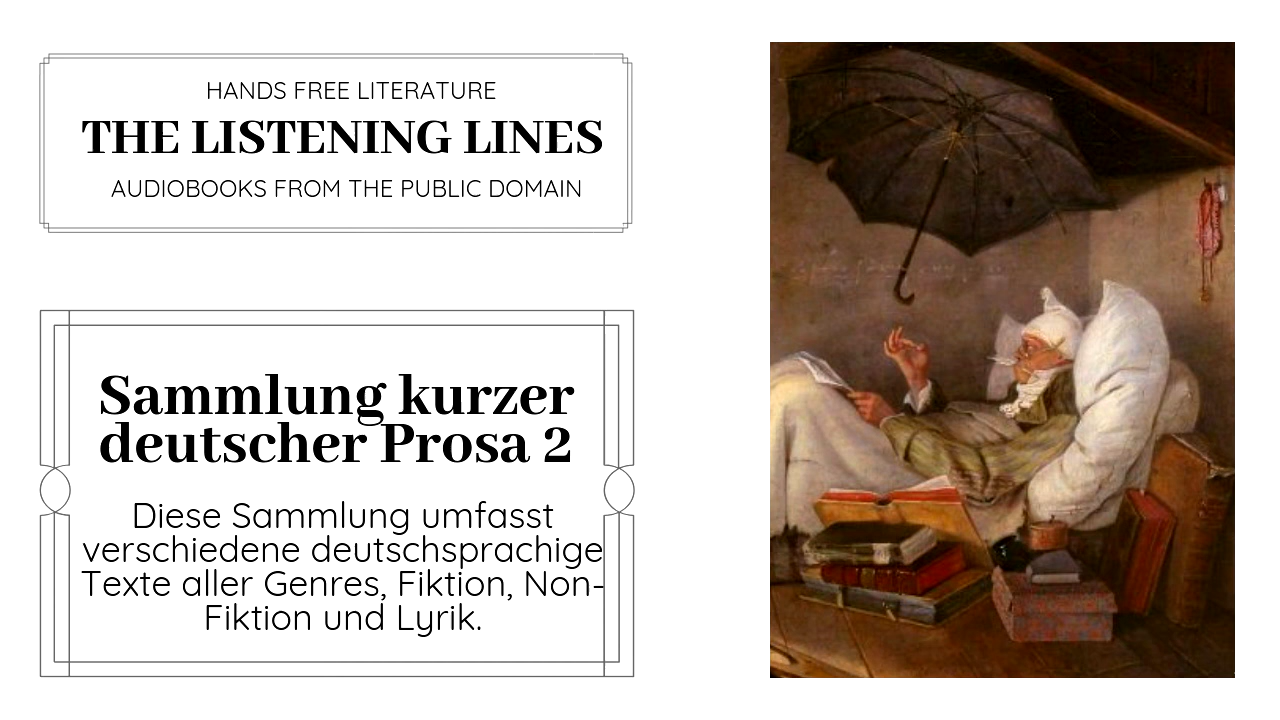 HANDS FREE LITERATURE
THE LISTENING LINES
AUDIOBOOKS FROM THE PUBLIC DOMAIN
Sammlung kurzer
deutscher Prosa 2
Diese Sammlung umfasst
verschiedene deutschsprachige
Texte aller Genres, Fiktion, Non-
Fiktion und Lyrik.